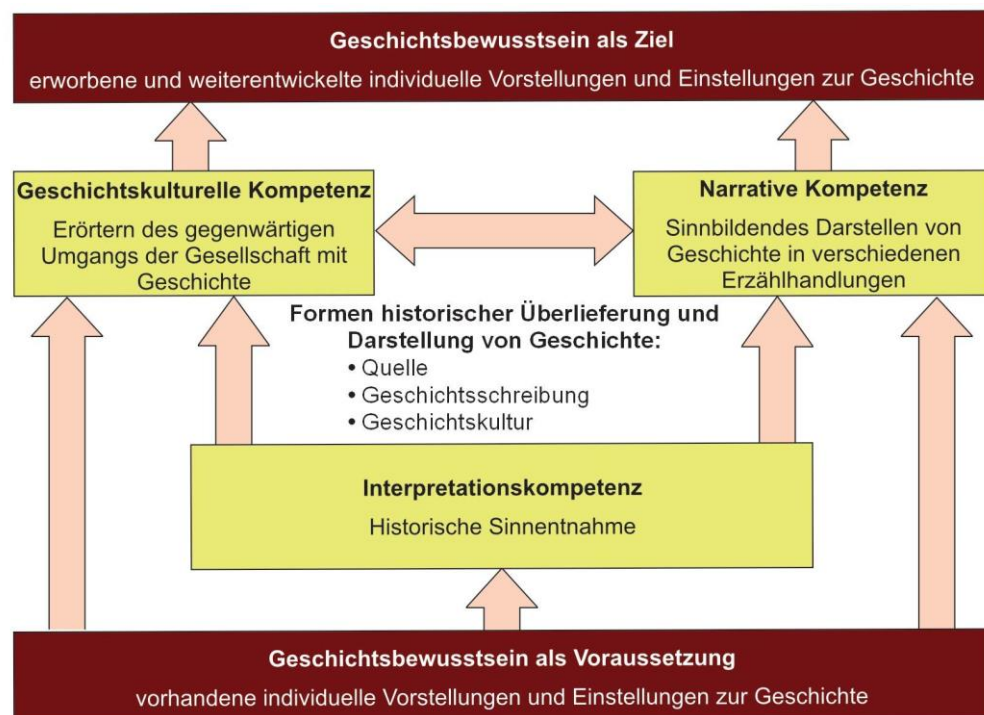 Geschichtsbewusstsein als Ziel
erworbene und weiterentwickelte individuelle Vorstellungen und Einstellungen zur Geschichte
Geschichtskulturelle Kompetenz
Erörtern des gegenwärtigen
Umgangs der Gesellschaft mit
Geschichte
Narrative Kompetenz
Sinnbildendes Darstellen von
Geschichte in verschiedenen
Erzählhandlungen
Formen historischer Überlieferung und
Darstellung von Geschichte:
• Quelle
• Geschichtsschreibung
• Geschichtskultur
Interpretationskompetenz
Historische Sinnentnahme
Geschichtsbewusstsein als Voraussetzung
vorhandene individuelle Vorstellungen und Einstellungen zur Geschichte